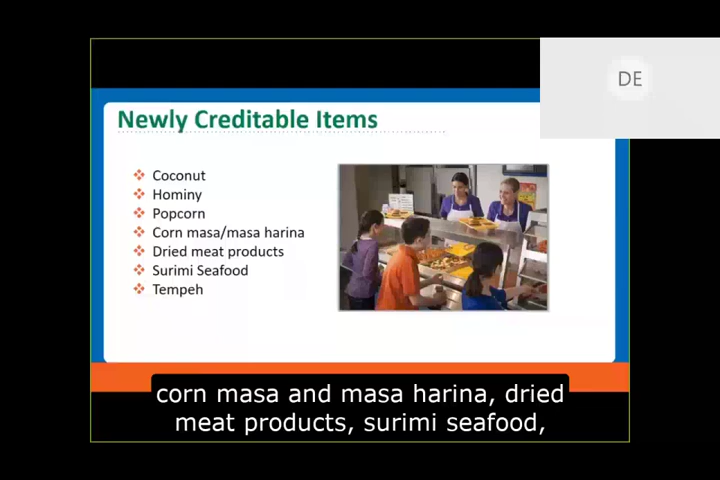 DE
Newly Creditable Items
Coconut
Hominy
Popcorn
Corn masa/masa harina
Dried meat products
Surimi Seafood
Tempeh
corn masa and masa harina, dried
meat products, surimi seafood,